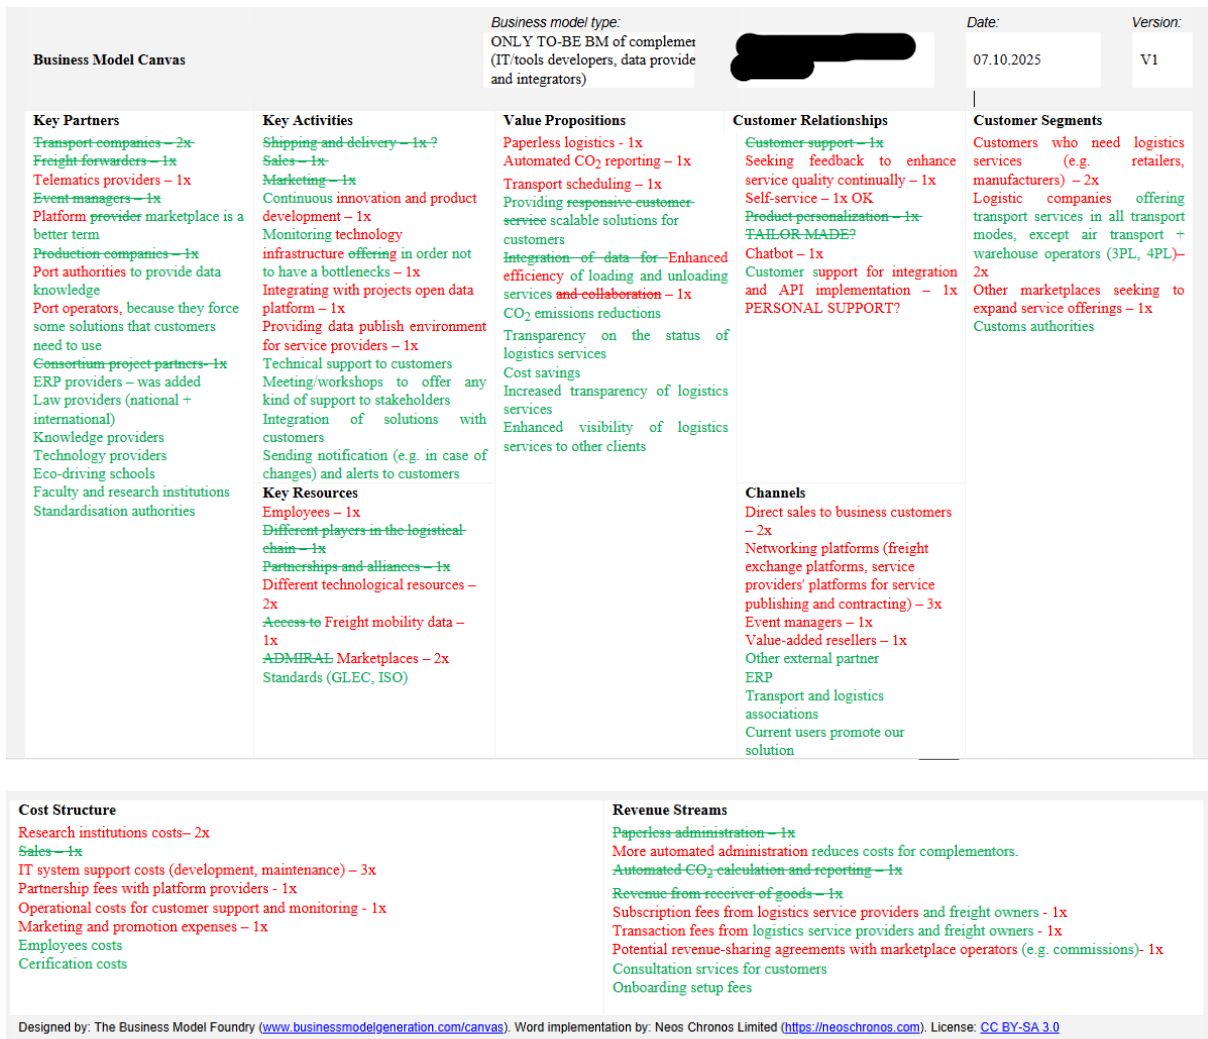 Business model type:
Date:
Version:
Business Model Canvas
ONLY TO-BE BM of complemen
(IT/tools developers, data provide
and integrators)
07.10.2025
V1
Key Partners
Transport companies – 2x
Freight forwarders – 1x
Telematics providers – 1x
Event managers – 1x
Platform provider marketplace is a
better term
Production companies – 1x
Port authorities to provide data
knowledge
Port operators, because they force
some solutions that customers
need to use
Consortium project partners- 1x
ERP providers – was added
Law providers (national +
international)
Knowledge providers
Technology providers
Eco-driving schools
Faculty and research institutions
Standardisation authorities
Key Activities
Shipping and delivery – 1x ?
Sales – 1x
Marketing – 1x
Continuous innovation and product
development – 1x
Monitoring technology
infrastructure offering in order not
to have a bottlenecks – 1x
Integrating with projects open data
platform – 1x
Providing data publish environment
for service providers – 1x
Technical support to customers
Meeting/workshops to offer any
kind of support to stakeholders
Integration of solutions with
customers
Sending notification (e.g. in case of
changes) and alerts to customers
Key Resources
Employees – 1x
Different players in the logistical
chain – 1x
Partnerships and alliances – 1x
Different technological resources –
2x
Access to Freight mobility data –
1x
ADMIRAL Marketplaces – 2x
Standards (GLEC, ISO)
Value Propositions
Paperless logistics - 1x
Automated CO2 reporting – 1x
Transport scheduling – 1x
Providing responsive customer
service scalable solutions for
customers
Integration of data for Enhanced
efficiency of loading and unloading
services and collaboration – 1x
CO2 emissions reductions
Transparency on the status of
logistics services
Cost savings
Increased transparency of logistics
services
Enhanced visibility of logistics
services to other clients
Customer Relationships
Customer support – 1x
Seeking feedback to enhance
service quality continually – 1x
Self-service – 1x OK
Product personalization – 1x
TAILOR MADE?
Chatbot – 1x
Customer support for integration
and API implementation – 1x
PERSONAL SUPPORT?
Channels
Direct sales to business customers
– 2x
Networking platforms (freight
exchange platforms, service
providers' platforms for service
publishing and contracting) – 3x
Event managers – 1x
Value-added resellers – 1x
Other external partner
ERP
Transport and logistics
associations
Current users promote our
solution
Customer Segments
Customers who need logistics
services (e.g. retailers,
manufacturers) – 2x
Logistic companies offering
transport services in all transport
modes, except air transport +
warehouse operators (3PL, 4PL)–
2x
Other marketplaces seeking to
expand service offerings – 1x
Customs authorities
Cost Structure
Research institutions costs– 2x
Sales – 1x
IT system support costs (development, maintenance) – 3x
Partnership fees with platform providers - 1x
Operational costs for customer support and monitoring - 1x
Marketing and promotion expenses – 1x
Employees costs
Cerification costs
Revenue Streams
Paperless administration – 1x
More automated administration reduces costs for complementors.
Automated CO2 calculation and reporting – 1x
Revenue from receiver of goods – 1x
Subscription fees from logistics service providers and freight owners - 1x
Transaction fees from logistics service providers and freight owners - 1x
Potential revenue-sharing agreements with marketplace operators (e.g. commissions)- 1x
Consultation srvices for customers
Onboarding setup fees
Designed by: The Business Model Foundry (www.businessmodelgeneration.com/canvas). Word implementation by: Neos Chronos Limited (https://neoschronos.com). License: CC BY-SA 3.0